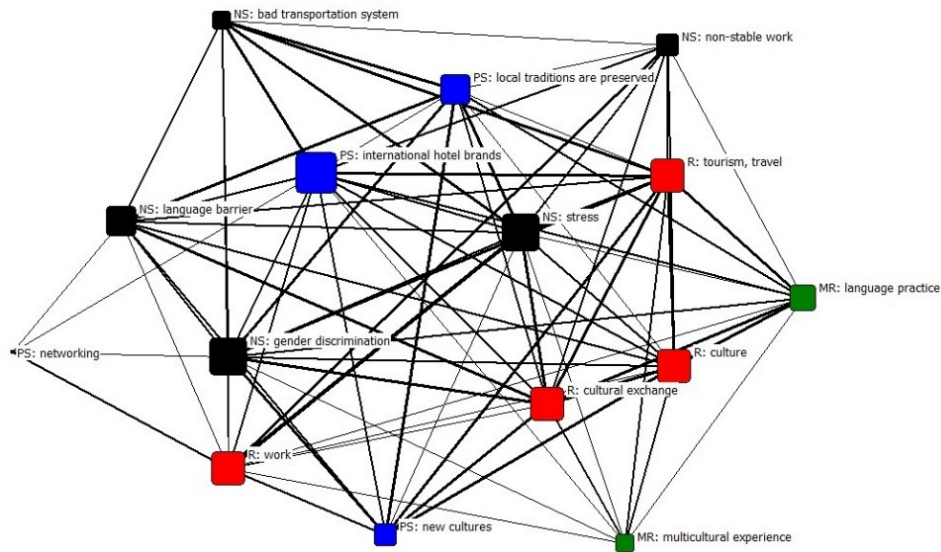 NS: bad transportation system
NS: non-stable work
PS: local traditions are preserved
PS: international hotel brands
R: tourism, travel
NS: language barrier
NS: stress
MR: language practice
PS: networking
NS: gender discrimination
R: culture
R: cultural exchange
R: work
PS: new cultures
MR: multicultural experience